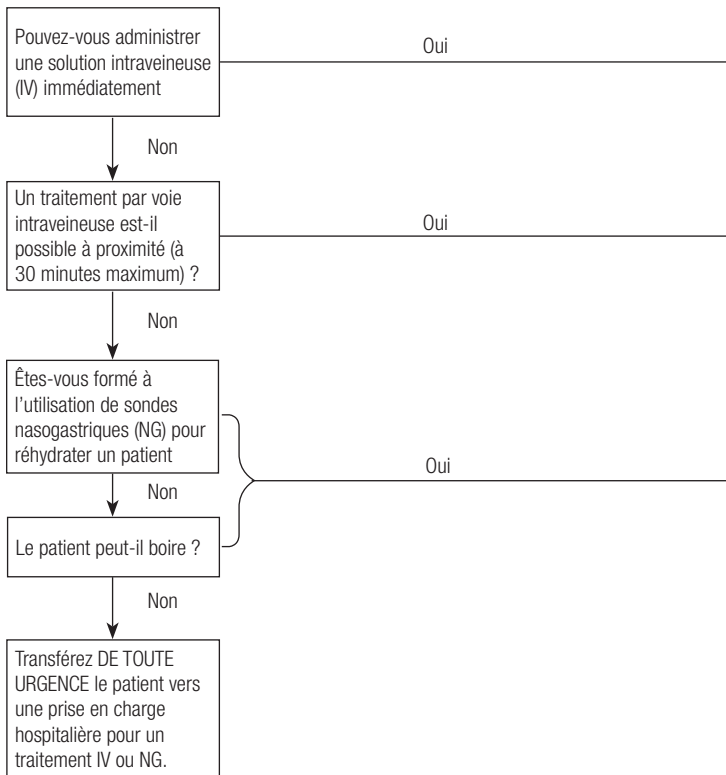 Pouvez-vous administrer
une solution intraveineuse
(IV) immédiatement
Oui
Non
Un traitement par voie
intraveineuse est-il
possible à proximité (à
30 minutes maximum) ?
Oui
Non
Êtes-vous formé à
l’utilisation de sondes
nasogastriques (NG) pour
réhydrater un patient
Oui
Non
Le patient peut-il boire ?
Non
Transférez DE TOUTE
URGENCE le patient vers
une prise en charge
hospitalière pour un
traitement IV ou NG.